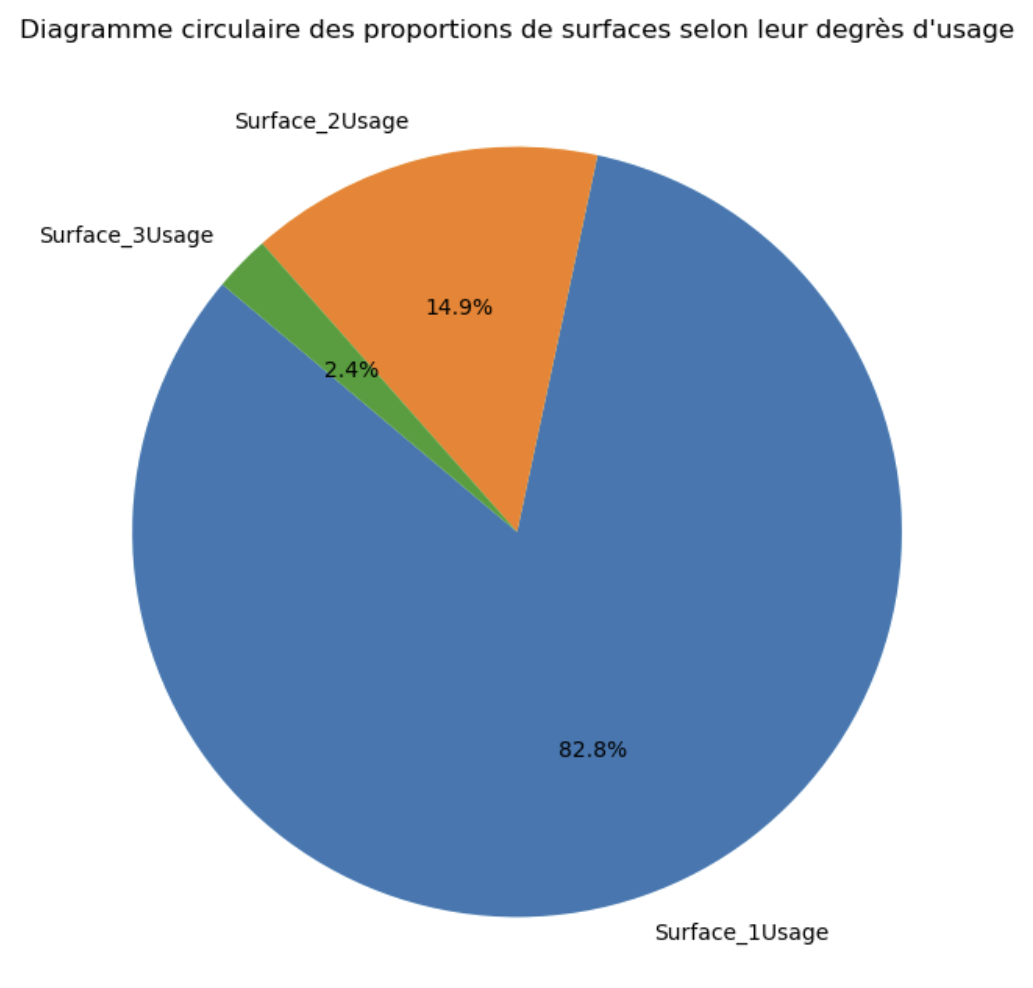 Diagramme circulaire des proportions de surfaces selon leur degrès d'usage
Surface_2Usage
Surface_3Usage
14.9%
2.4%
82.8%
Surface_1Usage